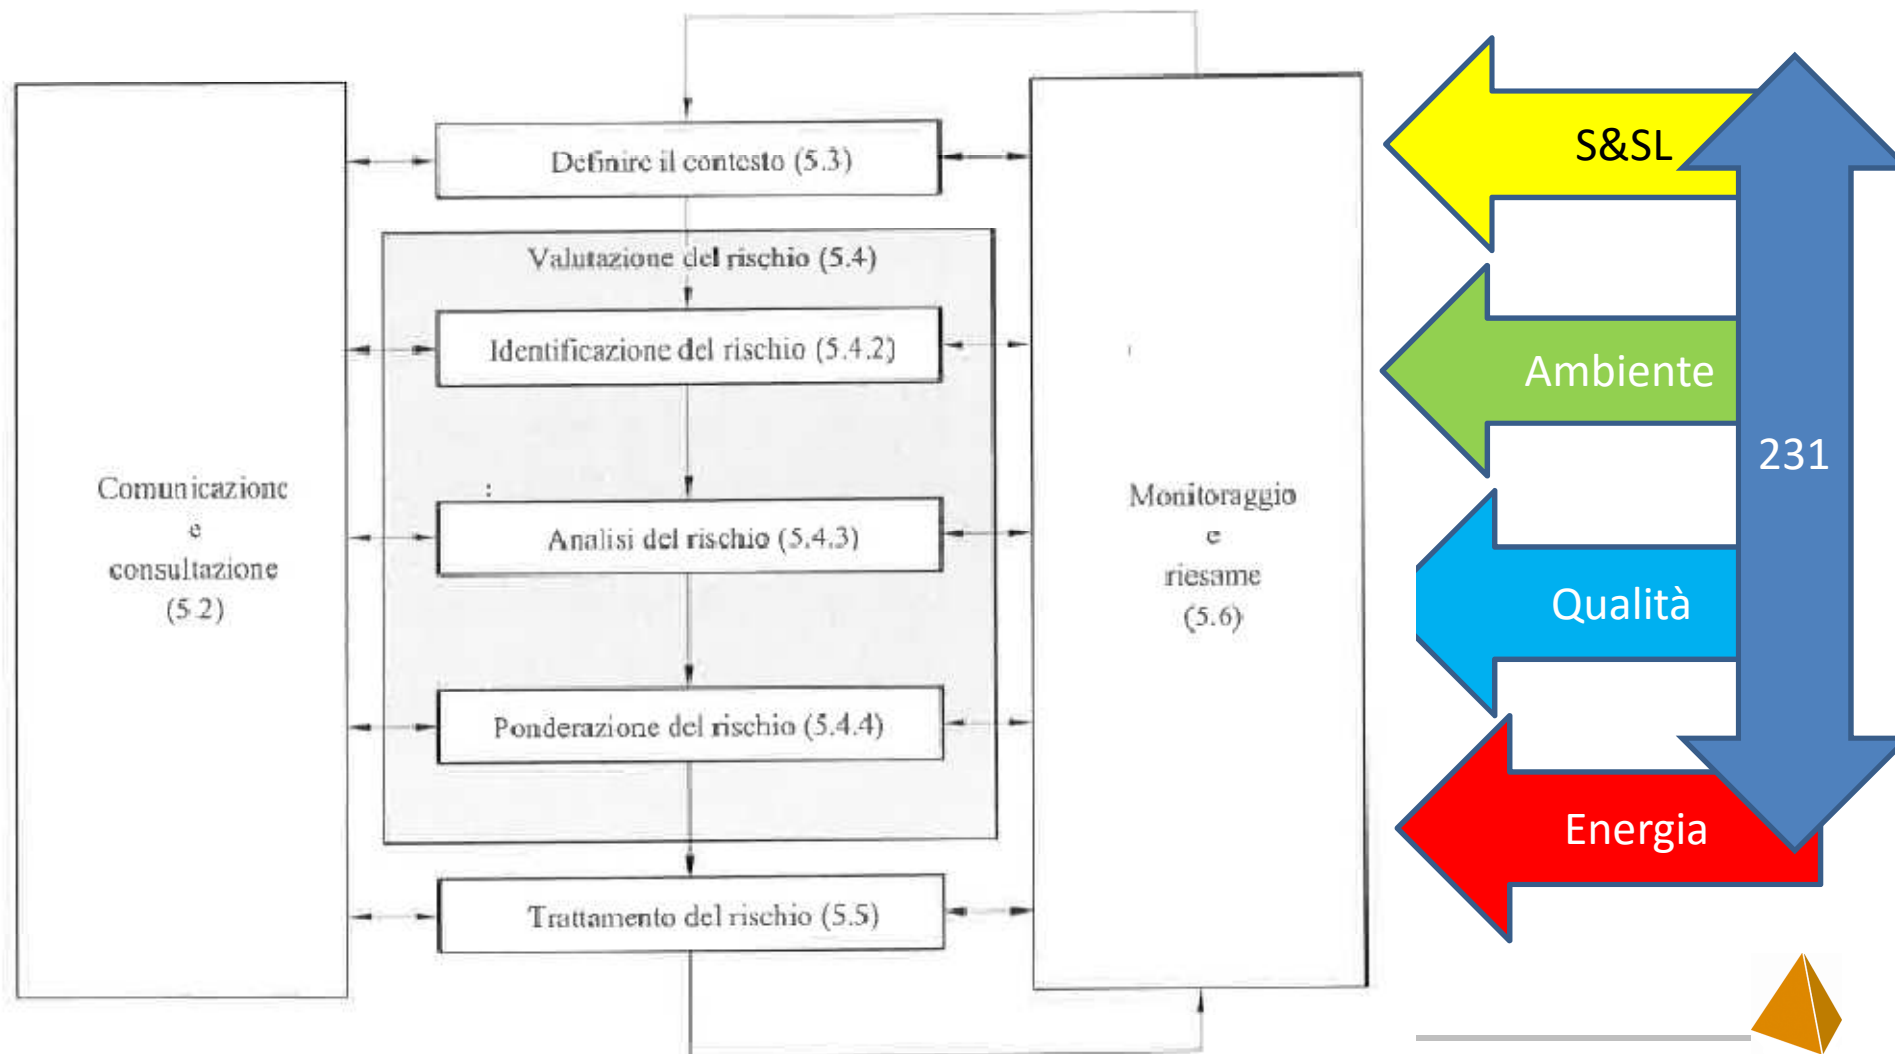 Comunicazione
e
consultazione
(5.2)
Definire il contesto (5.3)
Valutazione del rischio (5.4)
Identificazione del rischio (5.4.2)
Analisi del rischio (5.4.3)
Ponderazione del rischio (5.4.4)
Trattamento del rischio (5.5)
Monitoraggio
e
riesame
(5.6)
S&SL
Ambiente
Qualità
Energia
231